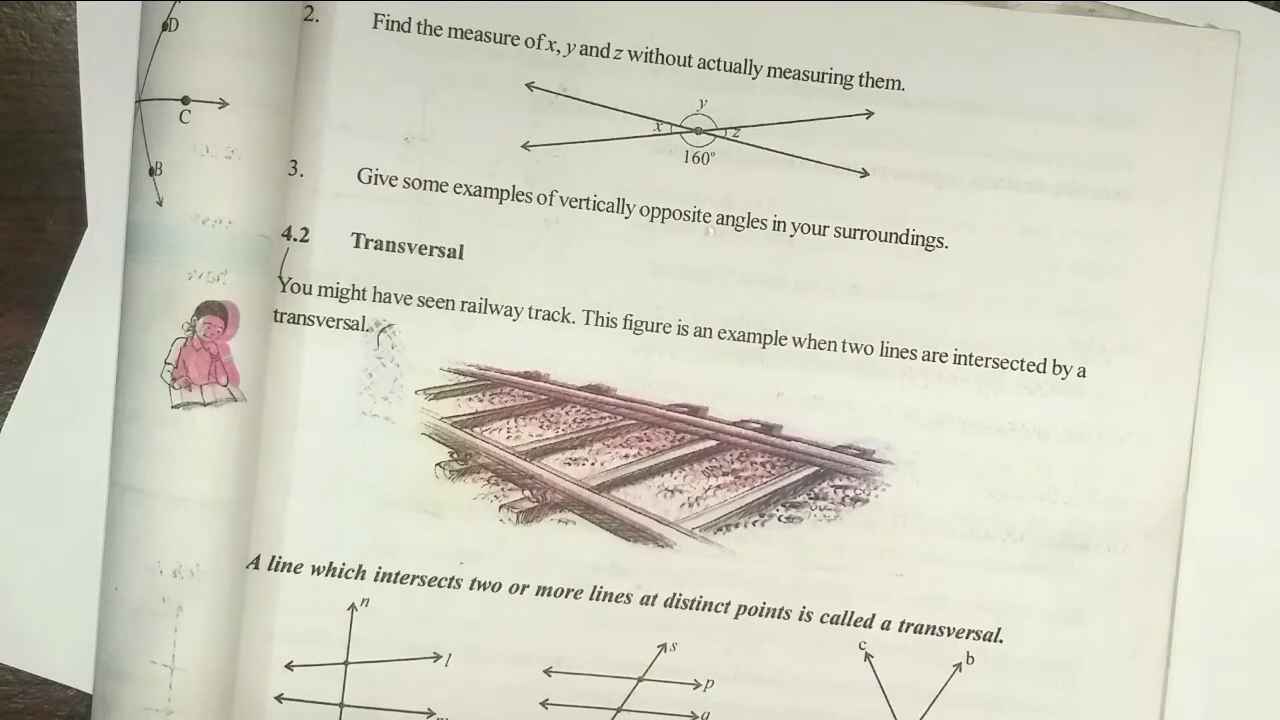 D
C
B
2. Find the measure of x, y and z without actually measuring them.
y
x z
160°
3. Give some examples of vertically opposite angles in your surroundings.
4.2 Transversal
You might have seen railway track. This figure is an example when two lines are intersected by a
transversal.
A line which intersects two or more lines at distinct points is called a transversal.
n
l
s
p
q
c
b